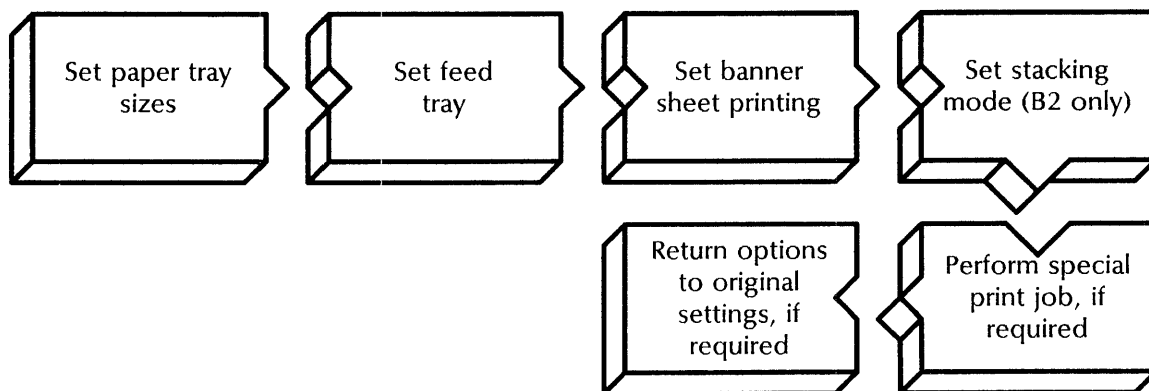 Set paper tray
sizes
Set feed
tray
Set banner
sheet printing
Set stacking
mode (B2 only)
Perform special
print job, if
required
Return options
to original
settings, if
required